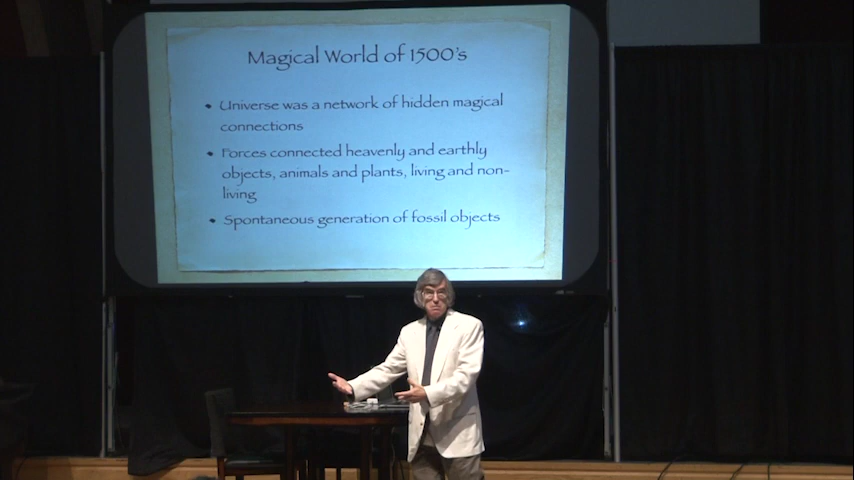 Magical World of 1500's
• Universe was a network of hidden magical
connections
• Forces connected heavenly and earthly
objects, animals and plants, living and non-
living
• Spontaneous generation of fossil objects